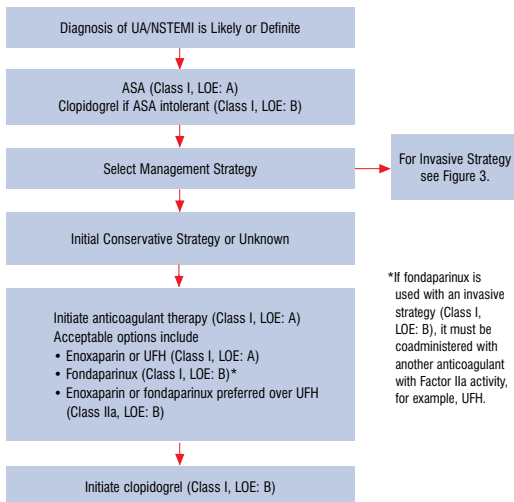 Diagnosis of UA/NSTEMI is Likely or Definite
ASA (Class I, LOE: A)
Clopidogrel if ASA intolerant (Class I, LOE: B)
Select Management Strategy
For Invasive Strategy
see Figure 3.
Initial Conservative Strategy or Unknown
Initiate anticoagulant therapy (Class I, LOE: A)
Acceptable options include
• Enoxaparin or UFH (Class I, LOE: A)
• Fondaparinux (Class I, LOE: B)*
• Enoxaparin or fondaparinux preferred over UFH
(Class IIa, LOE: B)
*If fondaparinux is
used with an invasive
strategy (Class I,
LOE: B), it must be
coadministered with
another anticoagulant
with Factor IIa activity,
for example, UFH.
Initiate clopidogrel (Class I, LOE: B)